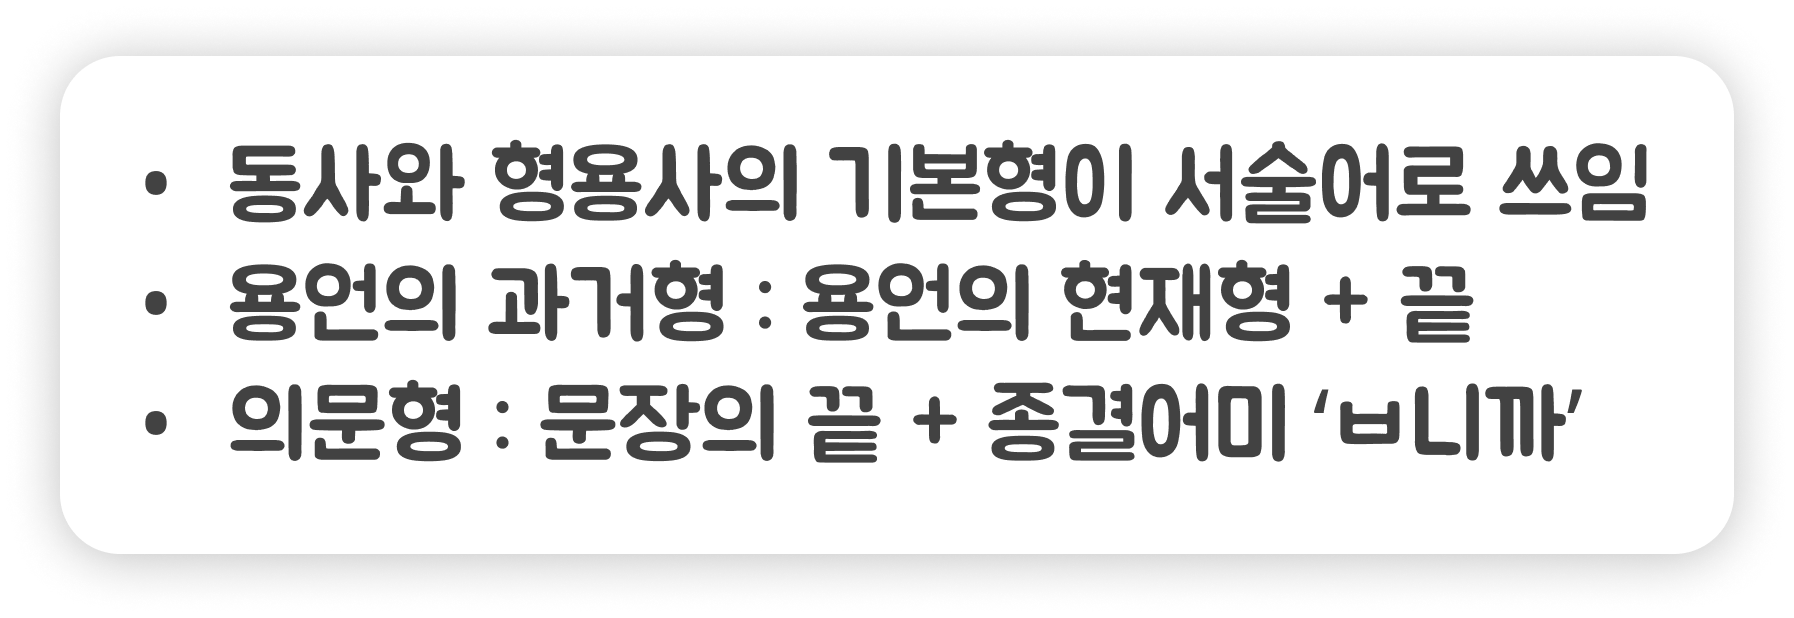 • 동사와 형용사의 기본형이 서술어로 쓰임
• 용언의 과거형 : 용언의 현재형 + 끝
• 의문형 : 문장의 끝 + 종결어미 ‘ㅂ니까’